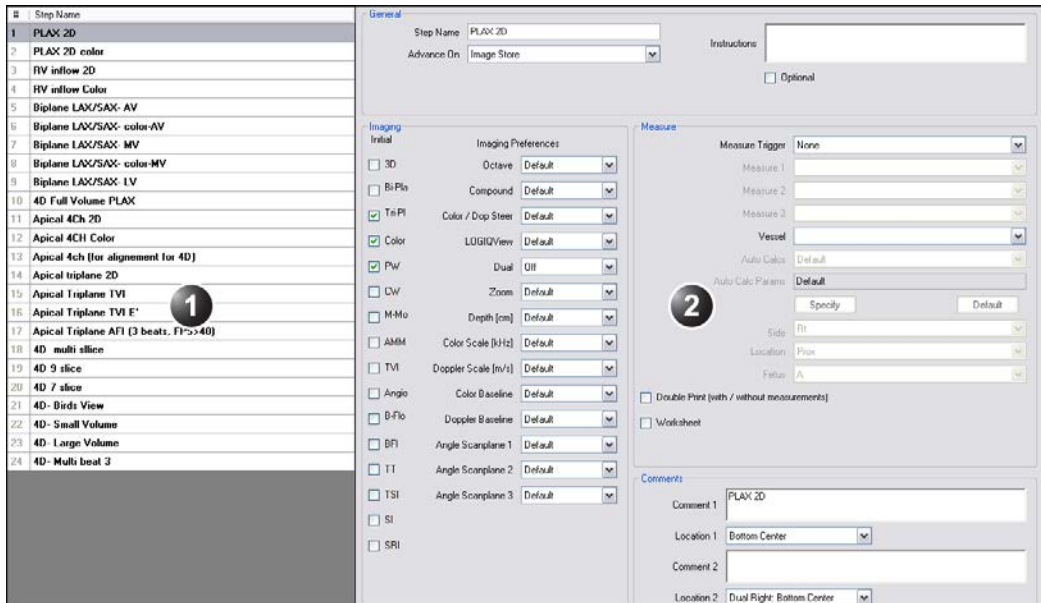 # Step Name
1 PLAX 2D
2 PLAX 2D color
3 RV inflow 2D
4 RV inflow Color
5 Biplane LAX/SAX- AV
6 Biplane LAX/SAX- color-AV
7 Biplane LAX/SAX- MV
8 Biplane LAX/SAX- color-MV
9 Biplane LAX/SAX- LV
10 4D Full Volume PLAX
11 Apical 4Ch 2D
12 Apical 4CH Color
13 Apical 4ch (for alignement for 4D)
14 Apical triplane 2D
15 Apical Triplane TVI
16 Apical Triplane TVI E'
17 Apical Triplane AFI (3 beats, FPS>40)
18 4D multi sllice
19 4D 9 slice
20 4D 7 slice
21 4D- Birds View
22 4D- Small Volume
23 4D- Large Volume
24 4D- Multi beat 3
1
General
Step Name PLAX 2D
Advance On Image Store
Instructions
Optional
Imaging
Initial Imaging Preferences
3D Octave Default
Bi-Pla Compound Default
Tri-Pl Color / Dop Steer Default
Color LOGIQView Default
PW Dual Off
CW Zoom Default
M-Mo Depth [cm] Default
AMM Color Scale [kHz] Default
TVI Doppler Scale [m/s] Default
Angio Color Baseline Default
B-Flo Doppler Baseline Default
BFI Angle Scanplane 1 Default
TT Angle Scanplane 2 Default
TSI Angle Scanplane 3 Default
SI
SRI
Measure
Measure Trigger None
Measure 1
Measure 2
Measure 3
Vessel
Auto Calcs Default
Auto Calc Params Default
Specify Default
2
Side Rt
Location Prox
Fetus A
Double Print (with / without measurements)
Worksheet
Comments
Comment 1 PLAX 2D
Location 1 Bottom Center
Comment 2
Location 2 Dual Right: Bottom Center